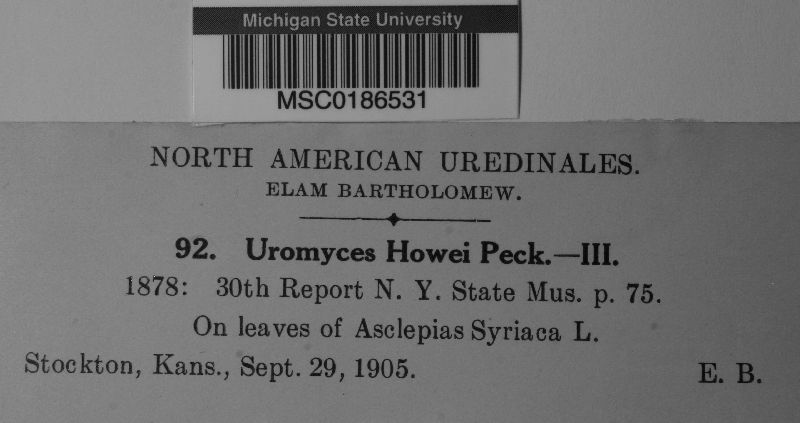 Michigan State University
MSC0186531
NORTH AMERICAN UREDINALES.
ELAM BARTHOLOMEW.
92. Uromyces Howei Peck.—III.
1878: 30th Report N. Y. State Mus. p. 75.
On leaves of Asclepias Syriaca L.
Stockton, Kans., Sept. 29, 1905. E. B.